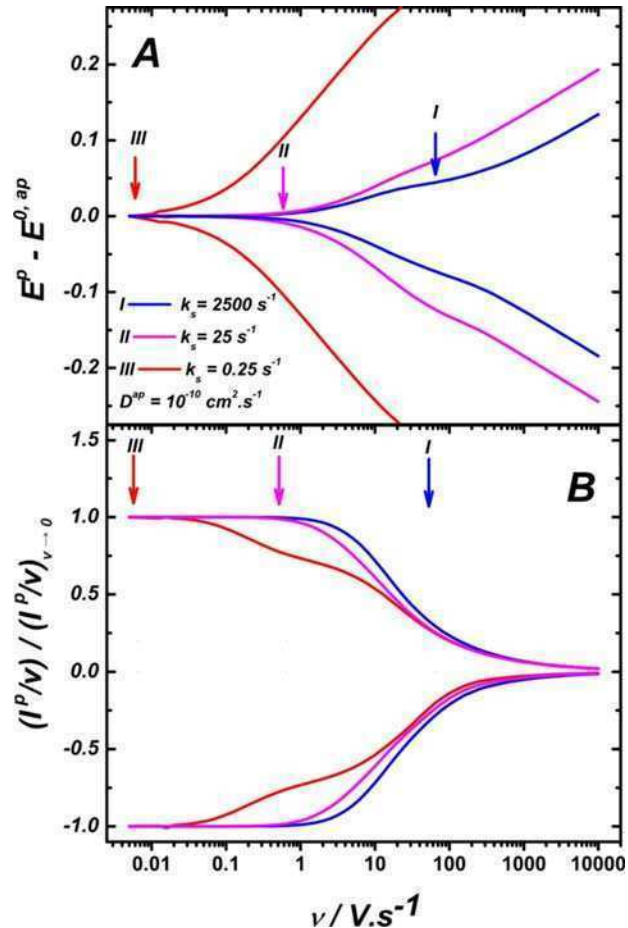 A
E^p - E^0, ap
0.2
0.1
0.0
-0.1
-0.2
III
II
I
I k_s = 2500 s^-1
II k_s = 25 s^-1
III k_s = 0.25 s^-1
D^ap = 10^-10 cm^2.s^-1
B
(I^p/v) / (I^p/v)_v → 0
1.5
1.0
0.5
0.0
-0.5
-1.0
III
II
I
0.01 0.1 1 10 100 1000 10000
ν / V.s^-1